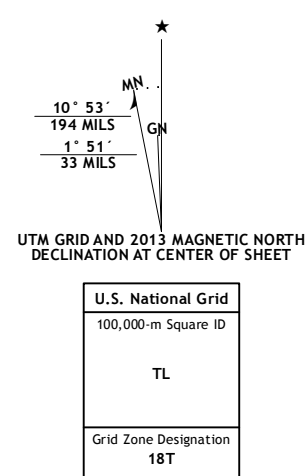 ★
MN
10° 53´
194 MILS
GN
1° 51´
33 MILS
UTM GRID AND 2013 MAGNETIC NORTH
DECLINATION AT CENTER OF SHEET
U.S. National Grid
100,000-m Square ID
TL
Grid Zone Designation
18T